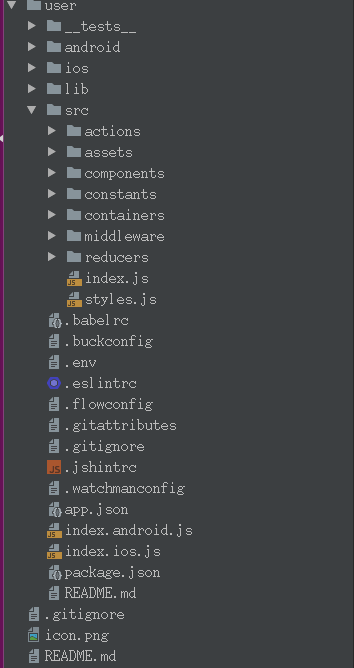 user
__tests__
android
ios
lib
src
actions
assets
components
constants
containers
middleware
reducers
index.js
styles.js
.babelrc
.buckconfig
.env
.eslintrc
.flowconfig
.gitattributes
.gitignore
.jshintrc
.watchmanconfig
app.json
index.android.js
index.ios.js
package.json
README.md
.gitignore
icon.png
README.md